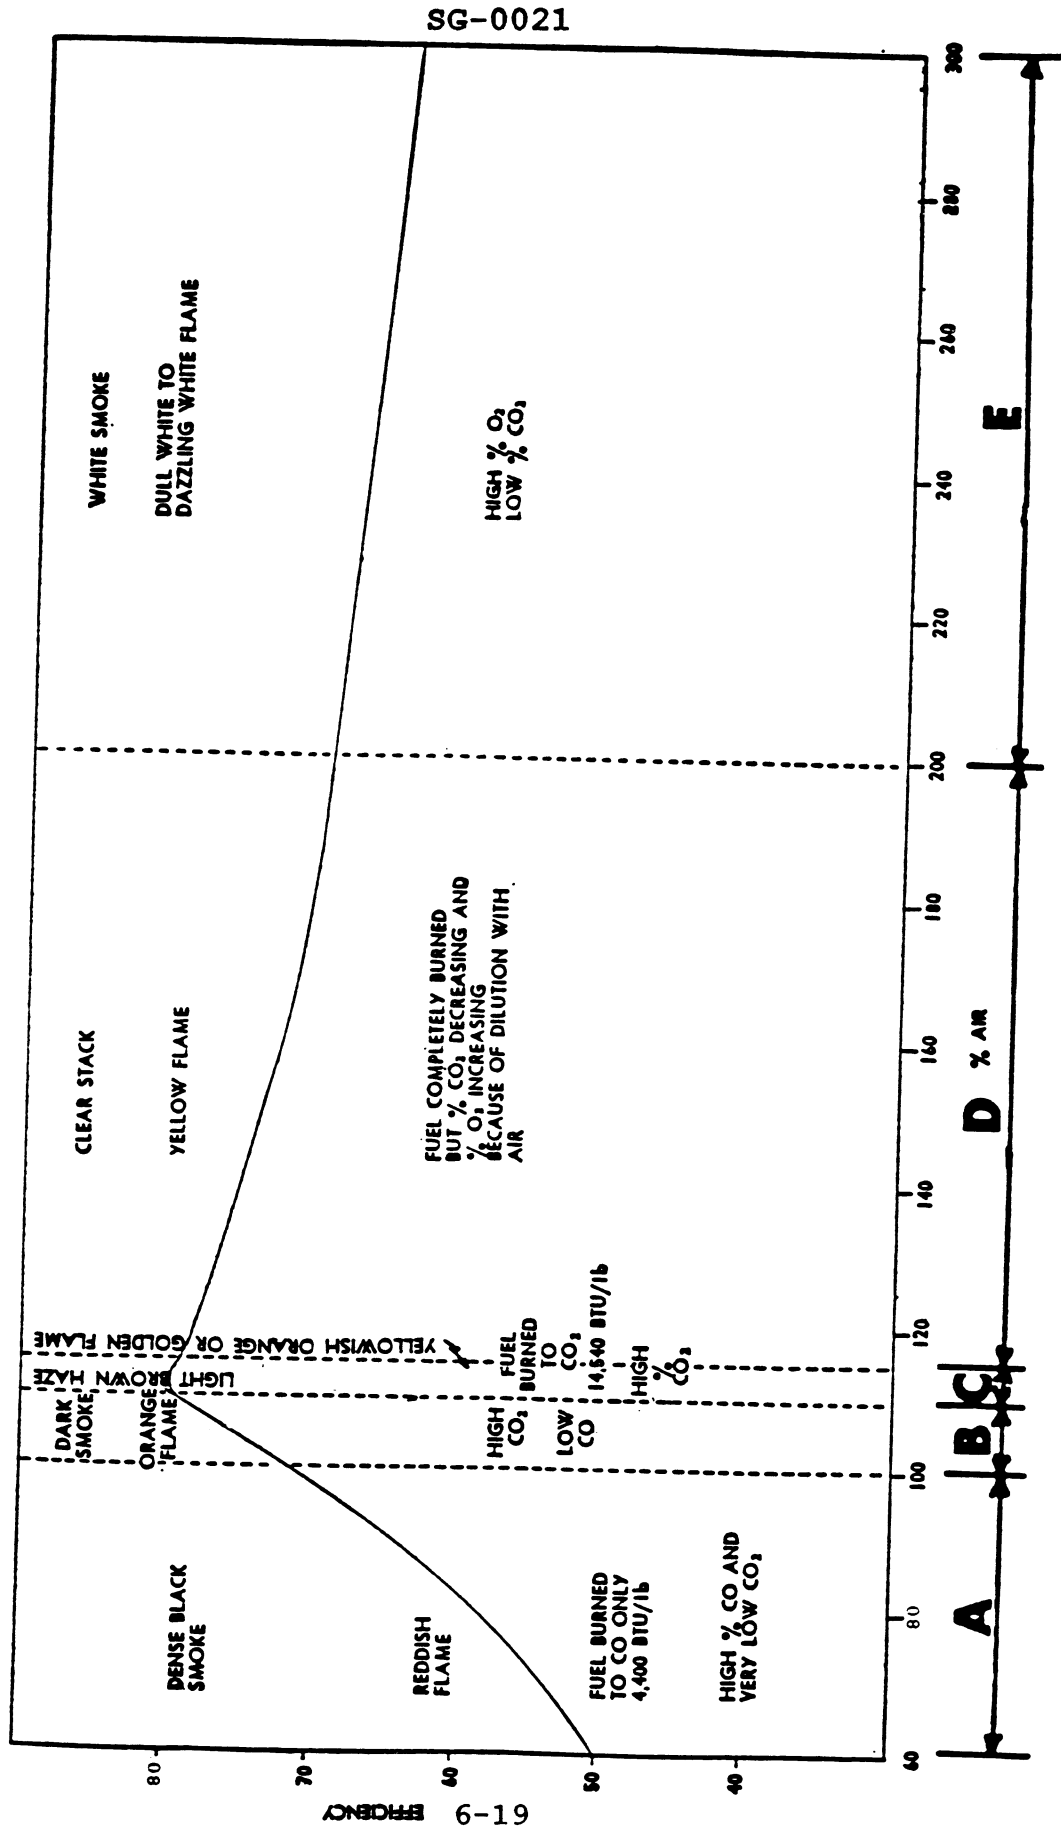 SG-0021
DENSE BLACK
SMOKE
REDDISH
FLAME
FUEL BURNED
TO CO ONLY
4,400 BTU/lb
HIGH % CO AND
VERY LOW CO₂
DARK
SMOKE
ORANGE
FLAME
HIGH
CO₂
LOW
CO
LIGHT BROWN HAZE
YELLOWISH ORANGE OR GOLDEN FLAME
FUEL
BURNED
TO
CO₂
14,540 BTU/lb
HIGH
%
CO₂
CLEAR STACK
YELLOW FLAME
FUEL COMPLETELY BURNED
BUT % CO₂ DECREASING AND
% O₂ INCREASING
BECAUSE OF DILUTION WITH
AIR
WHITE SMOKE
DULL WHITE TO
DAZZLING WHITE FLAME
HIGH % O₂
LOW % CO₂
EFFICIENCY
80
70
60
50
40
60
80
100
120
140
160
180
200
220
240
260
280
300
% AIR
A
B
C
D
E
6-19